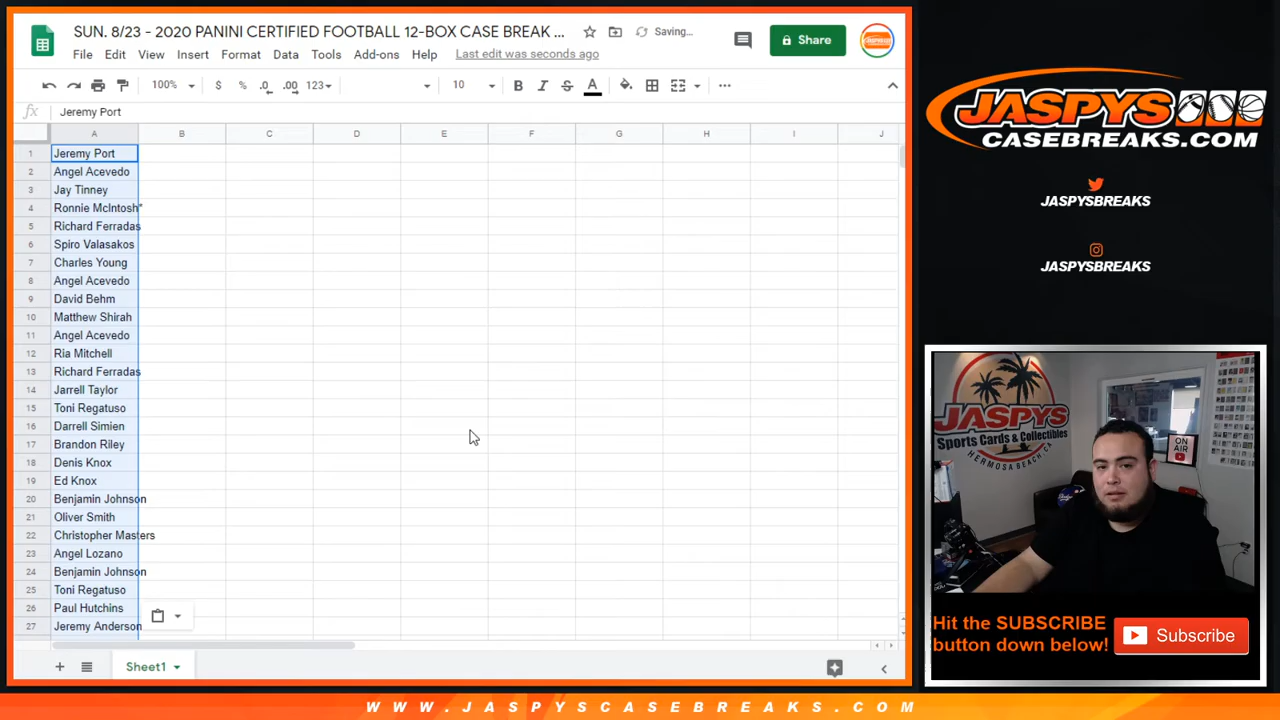 SUN. 8/23 - 2020 PANINI CERTIFIED FOOTBALL 12-BOX CASE BREAK ...
Saving...
Share
File Edit View Insert Format Data Tools Add-ons Help Last edit was seconds ago
100% $ % .0 .00 123 10 B I S A
fx Jeremy Port
A B C D E F G H I J
1 Jeremy Port
2 Angel Acevedo
3 Jay Tinney
4 Ronnie McIntosh*
5 Richard Ferradas
6 Spiro Valasakos
7 Charles Young
8 Angel Acevedo
9 David Behm
10 Matthew Shirah
11 Angel Acevedo
12 Ria Mitchell
13 Richard Ferradas
14 Jarrell Taylor
15 Toni Regatuso
16 Darrell Simien
17 Brandon Riley
18 Denis Knox
19 Ed Knox
20 Benjamin Johnson
21 Oliver Smith
22 Christopher Masters
23 Angel Lozano
24 Benjamin Johnson
25 Toni Regatuso
26 Paul Hutchins
27 Jeremy Anderson
Sheet1
JASPYS
CASEBREAKS.COM
JASPYSBREAKS
JASPYSBREAKS
JASPYS
Sports Cards & Collectibles
HERMOSA BEACH, CA
ON AIR
Hit the SUBSCRIBE
button down below!
Subscribe
WWW.JASPYSCASEBREAKS.COM